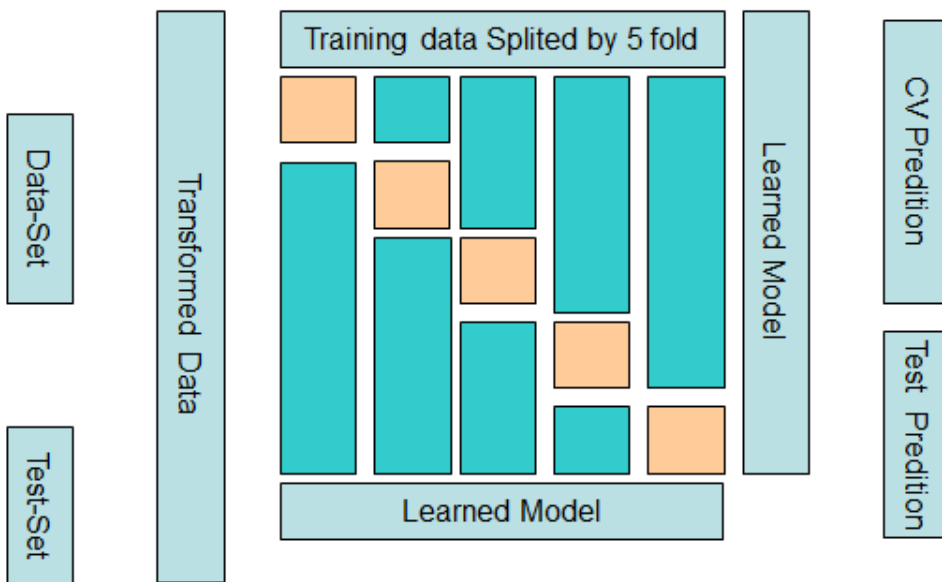 Data-Set
Test-Set
Transformed Data
Training data Splited by 5 fold
Learned Model
Learned Model
CV Predition
Test Predition